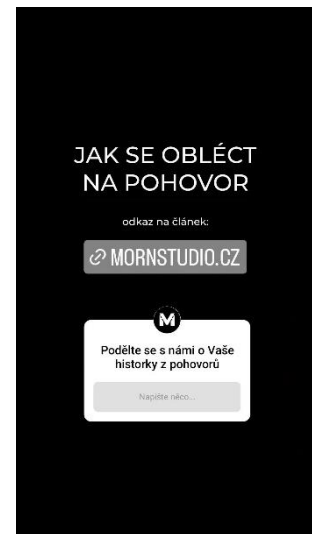 JAK SE OBLÉCT
NA POHOVOR
odkaz na článek:
MORNSTUDIO.CZ
M
Podělte se s námi o Vaše
historky z pohovorů
Napište něco...